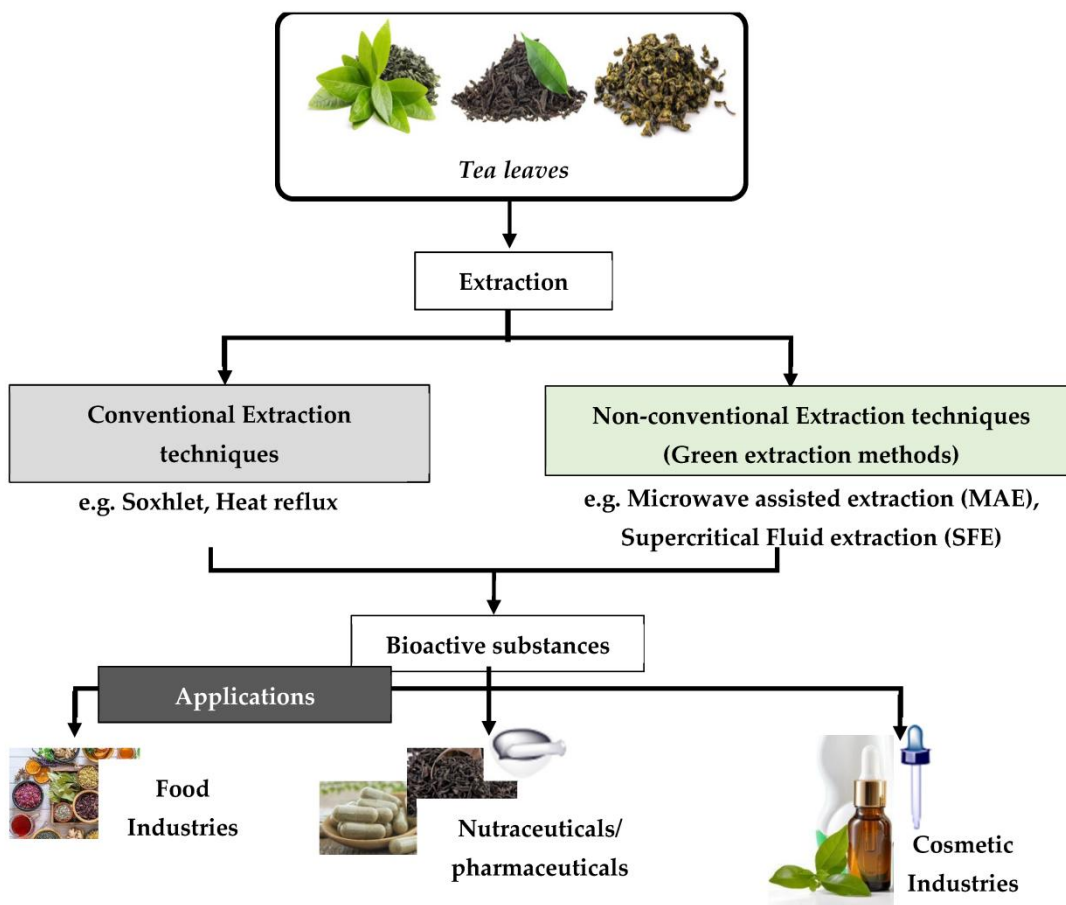 Tea leaves
Extraction
Conventional Extraction
techniques
e.g. Soxhlet, Heat reflux
Non-conventional Extraction techniques
(Green extraction methods)
e.g. Microwave assisted extraction (MAE),
Supercritical Fluid extraction (SFE)
Bioactive substances
Applications
Food
Industries
Nutraceuticals/
pharmaceuticals
Cosmetic
Industries